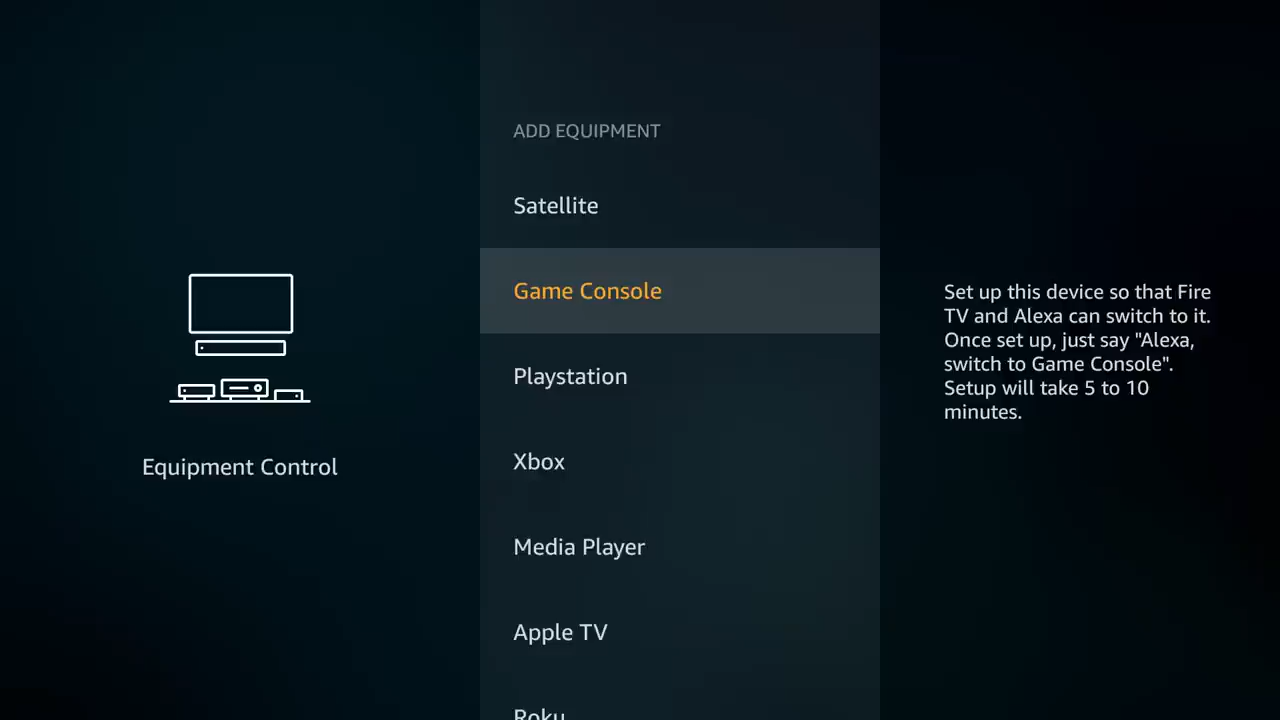 ADD EQUIPMENT
Satellite
Game Console
Playstation
Xbox
Media Player
Apple TV
Roku
Equipment Control
Set up this device so that Fire
TV and Alexa can switch to it.
Once set up, just say "Alexa,
switch to Game Console".
Setup will take 5 to 10
minutes.